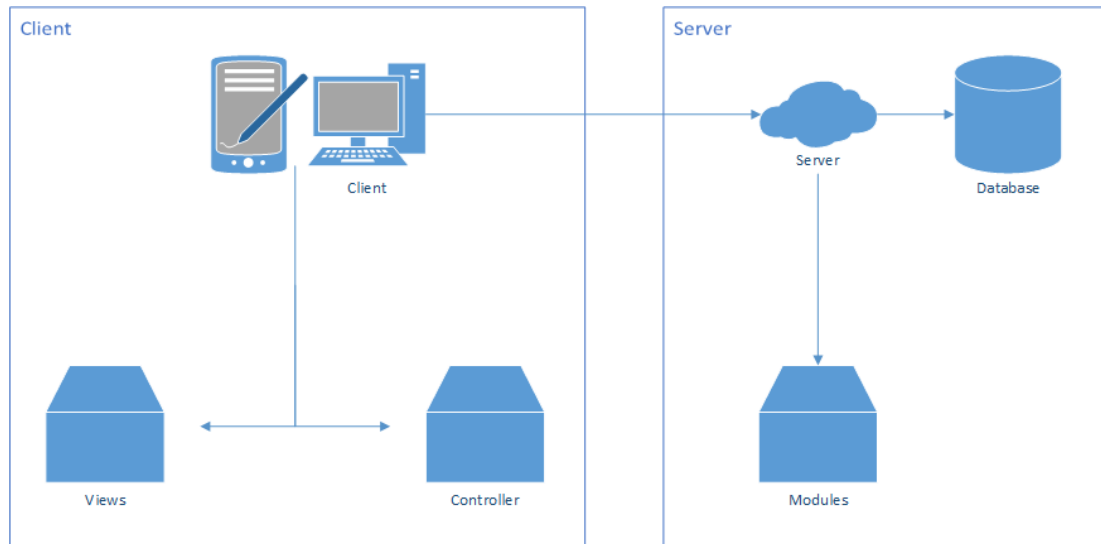 Client
Server
Client
Server
Database
Views
Controller
Modules